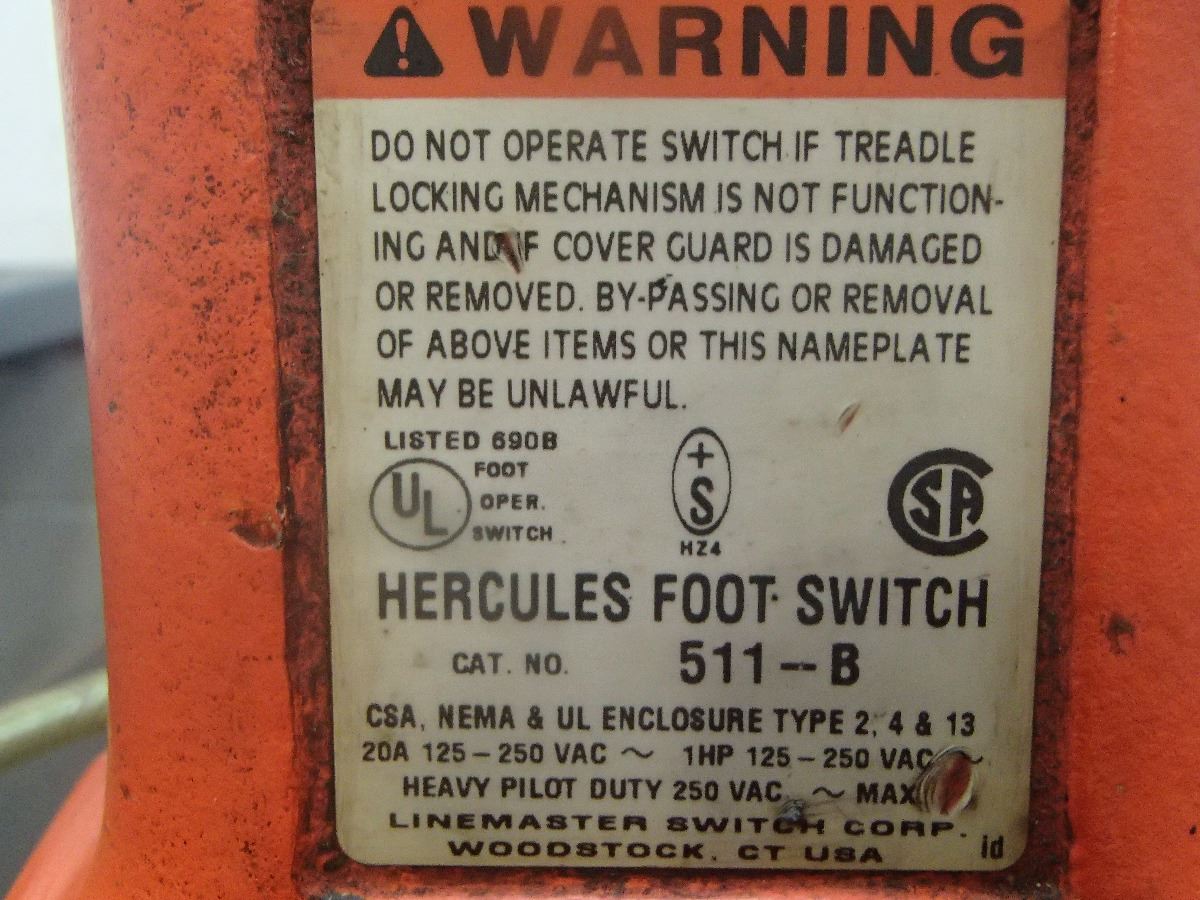 WARNING
DO NOT OPERATE SWITCH IF TREADLE
LOCKING MECHANISM IS NOT FUNCTION-
ING AND IF COVER GUARD IS DAMAGED
OR REMOVED. BY-PASSING OR REMOVAL
OF ABOVE ITEMS OR THIS NAMEPLATE
MAY BE UNLAWFUL.
LISTED 690B
UL
FOOT
OPER.
SWITCH
+
S
HZ4
CSA
HERCULES FOOT SWITCH
CAT. NO. 511--B
CSA, NEMA & UL ENCLOSURE TYPE 2, 4 & 13
20A 125-250 VAC ~ 1HP 125-250 VAC ~
HEAVY PILOT DUTY 250 VAC ~ MAX
LINEMASTER SWITCH CORP.
WOODSTOCK, CT USA
id